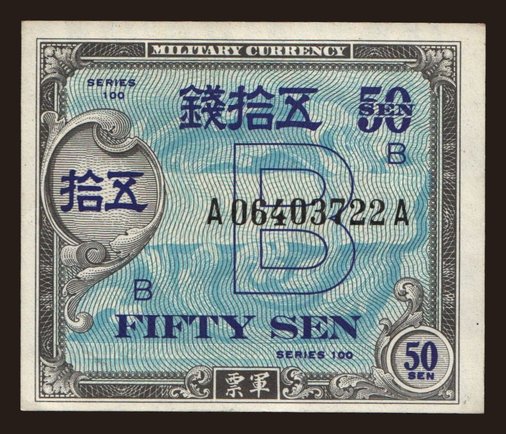 MILITARY CURRENCY
SERIES
100
錢拾五
50
SEN
B
拾五
B
A06403722A
B
FIFTY SEN
SERIES 100
50
SEN
票軍